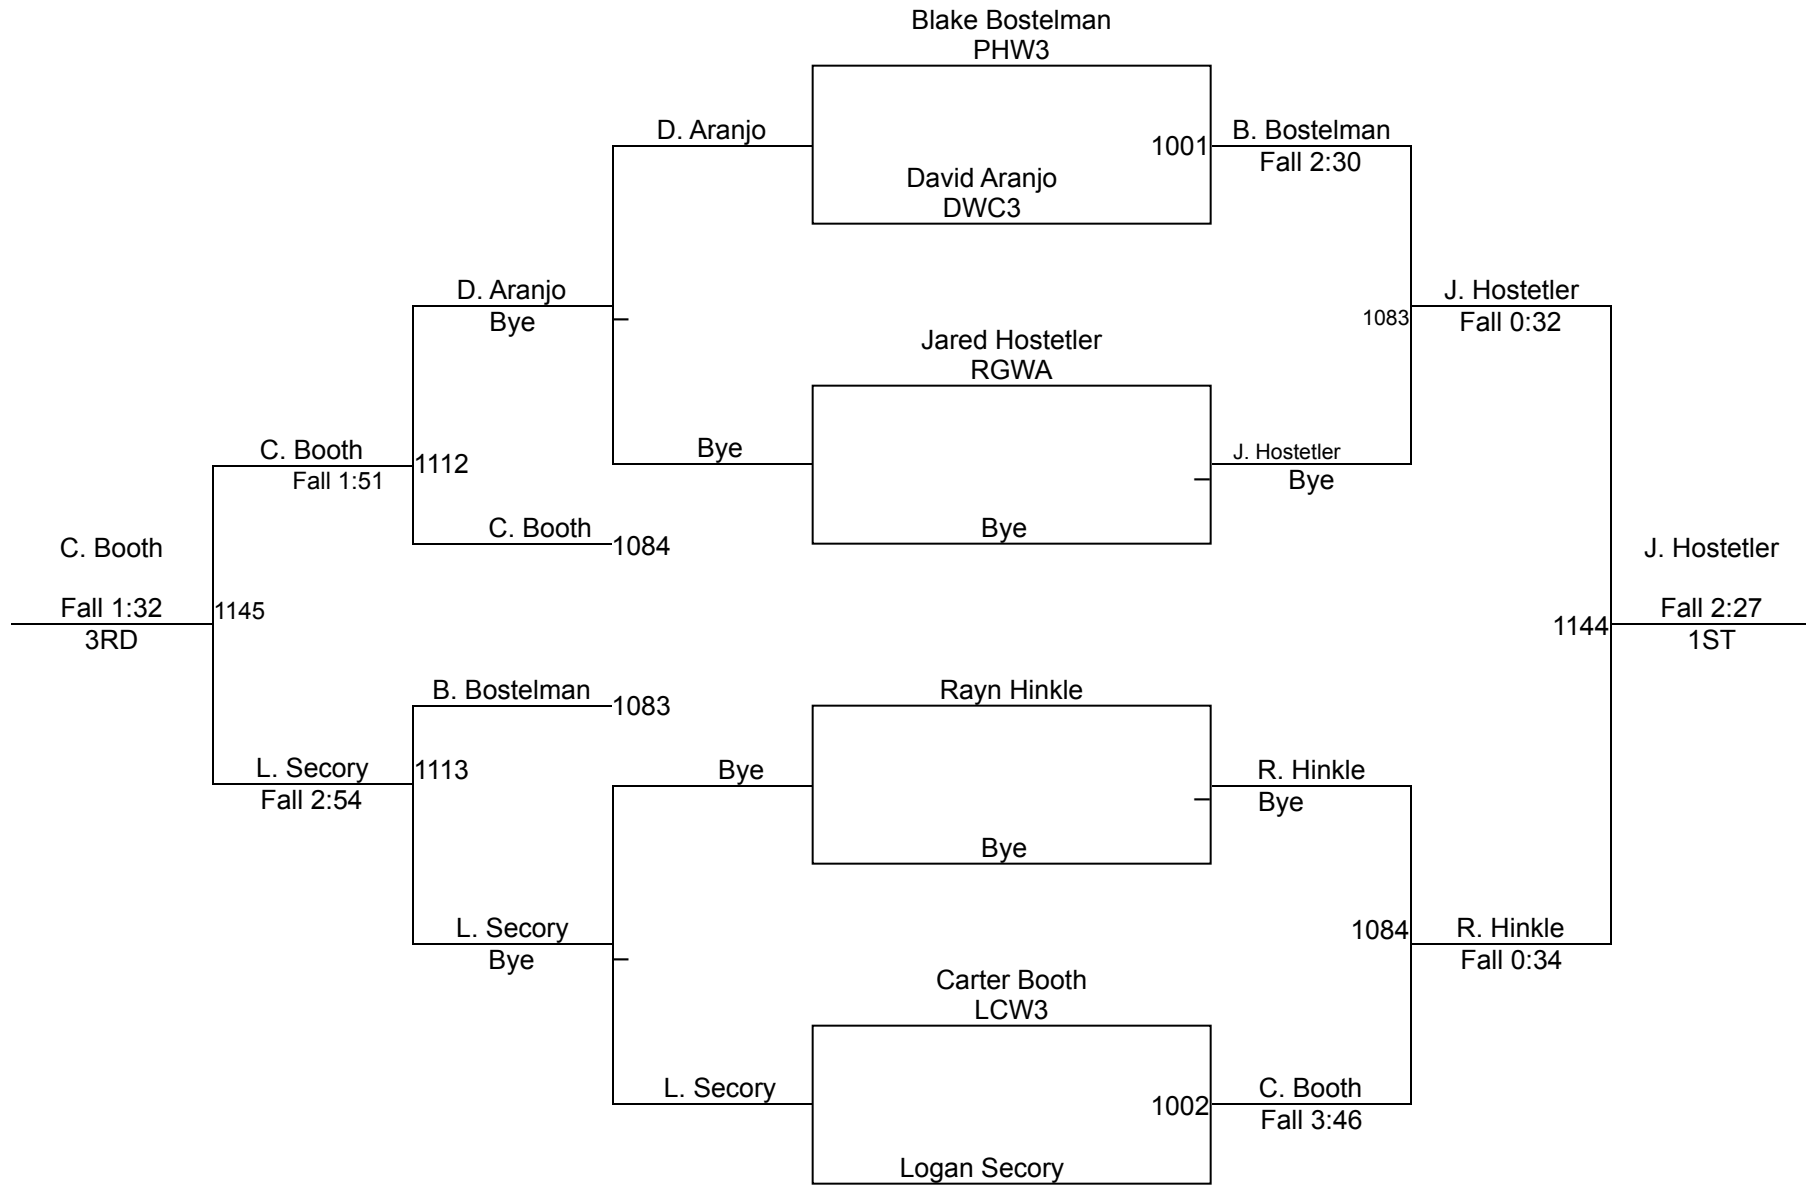 Blake Bostelman
PHW3
D. Aranjo
1001
B. Bostelman
Fall 2:30
David Aranjo
DWC3
D. Aranjo
Bye
1083
J. Hostetler
Fall 0:32
Jared Hostetler
RGWA
C. Booth
Fall 1:51
1112
Bye
J. Hostetler
Bye
C. Booth
1084
Bye
C. Booth
Fall 1:32
3RD
1145
1144
J. Hostetler
Fall 2:27
1ST
B. Bostelman
1083
Rayn Hinkle
L. Secory
Fall 2:54
1113
Bye
R. Hinkle
Bye
Bye
L. Secory
Bye
1084
R. Hinkle
Fall 0:34
Carter Booth
LCW3
L. Secory
1002
C. Booth
Fall 3:46
Logan Secory